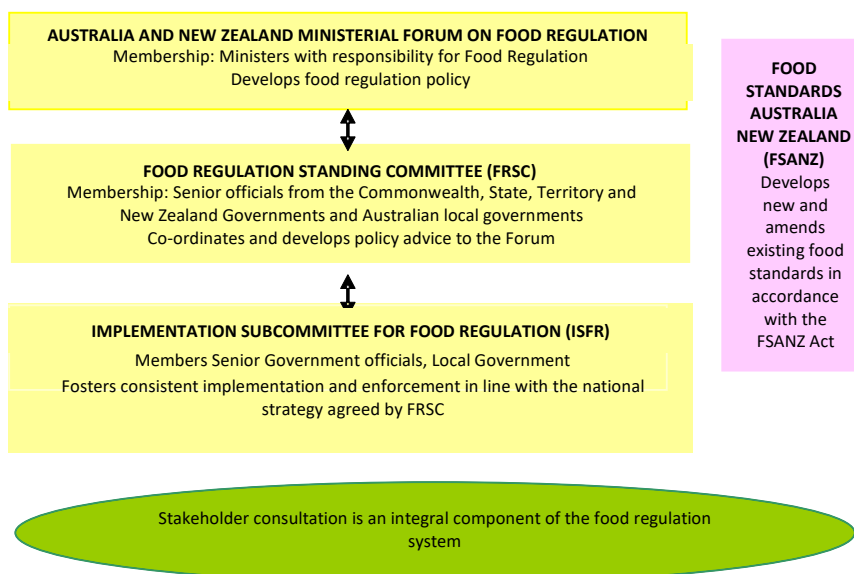 AUSTRALIA AND NEW ZEALAND MINISTERIAL FORUM ON FOOD REGULATION
Membership: Ministers with responsibility for Food Regulation
Develops food regulation policy
FOOD REGULATION STANDING COMMITTEE (FRSC)
Membership: Senior officials from the Commonwealth, State, Territory and
New Zealand Governments and Australian local governments
Co-ordinates and develops policy advice to the Forum
IMPLEMENTATION SUBCOMMITTEE FOR FOOD REGULATION (ISFR)
Members Senior Government officials, Local Government
Fosters consistent implementation and enforcement in line with the national
strategy agreed by FRSC
FOOD
STANDARDS
AUSTRALIA
NEW ZEALAND
(FSANZ)
Develops
new and
amends
existing food
standards in
accordance
with the
FSANZ Act
Stakeholder consultation is an integral component of the food regulation
system